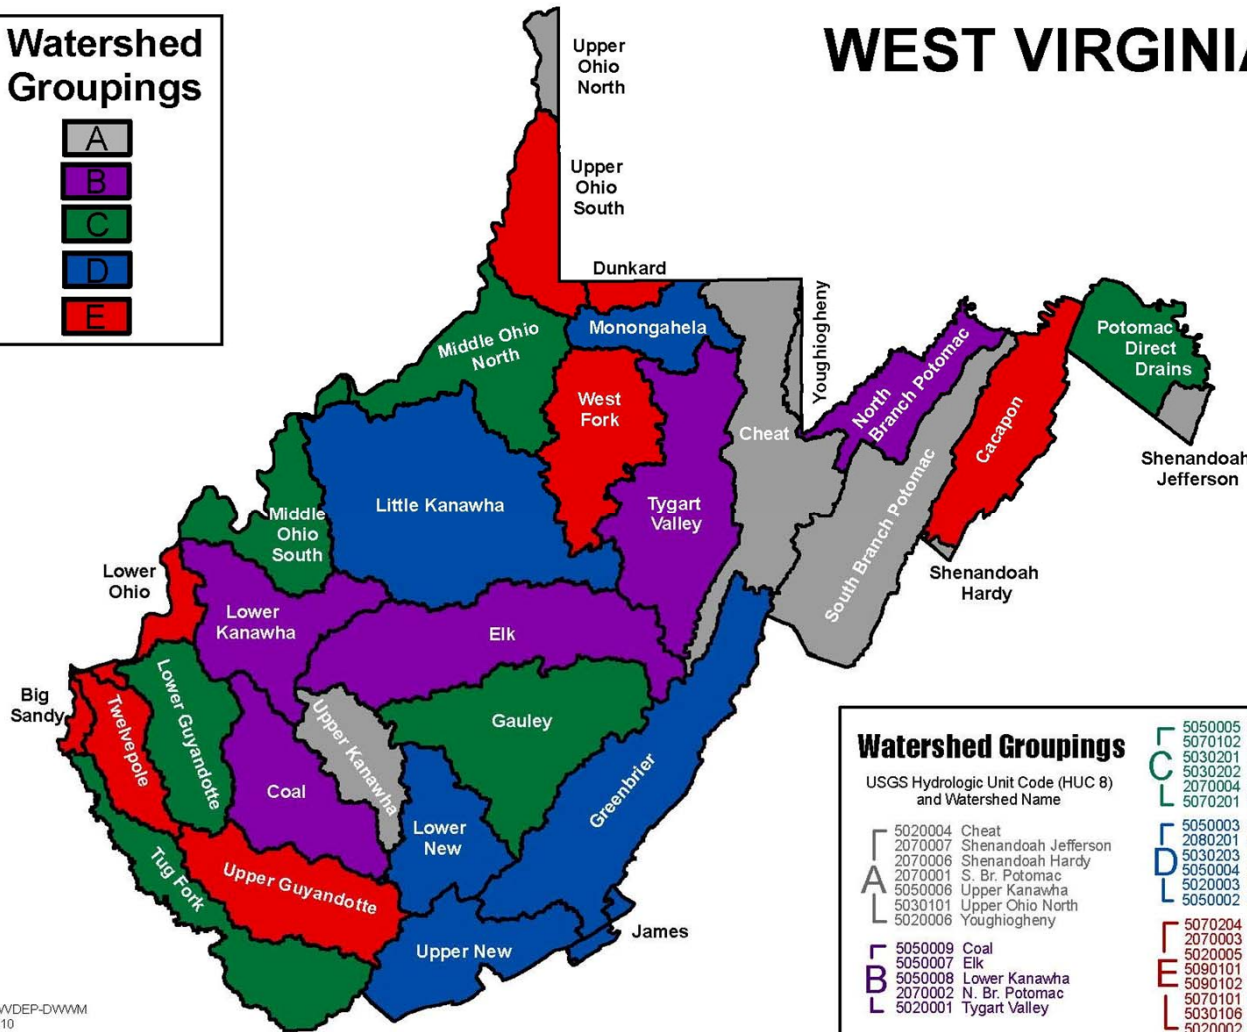 WEST VIRGINIA
Watershed
Groupings
A
B
C
D
E
Upper
Ohio
North
Upper
Ohio
South
Dunkard
Monongahela
Middle Ohio
North
Youghiogheny
North
Branch Potomac
Potomac
Direct
Drains
West
Fork
Cheat
Cacapon
Shenandoah
Jefferson
Little Kanawha
Tygart
Valley
South Branch Potomac
Middle
Ohio
South
Shenandoah
Hardy
Lower
Ohio
Lower
Kanawha
Elk
Big
Sandy
Twelvepole
Lower Guyandotte
Upper Kanawha
Gauley
Coal
Greenbrier
Lower
New
Tug Fork
Upper Guyandotte
Upper New
James
Watershed Groupings
USGS Hydrologic Unit Code (HUC 8)
and Watershed Name
A
5020004 Cheat
2070007 Shenandoah Jefferson
2070006 Shenandoah Hardy
2070001 S. Br. Potomac
5050006 Upper Kanawha
5030101 Upper Ohio North
5020006 Youghiogheny
B
5050009 Coal
5050007 Elk
5050008 Lower Kanawha
2070002 N. Br. Potomac
5020001 Tygart Valley
C
5050005
5070102
5030201
5030202
2070004
5070201
D
5050003
2080201
5030203
5050004
5020003
5050002
E
5070204
2070003
5020005
5090101
5090102
5070101
5030106
5020002